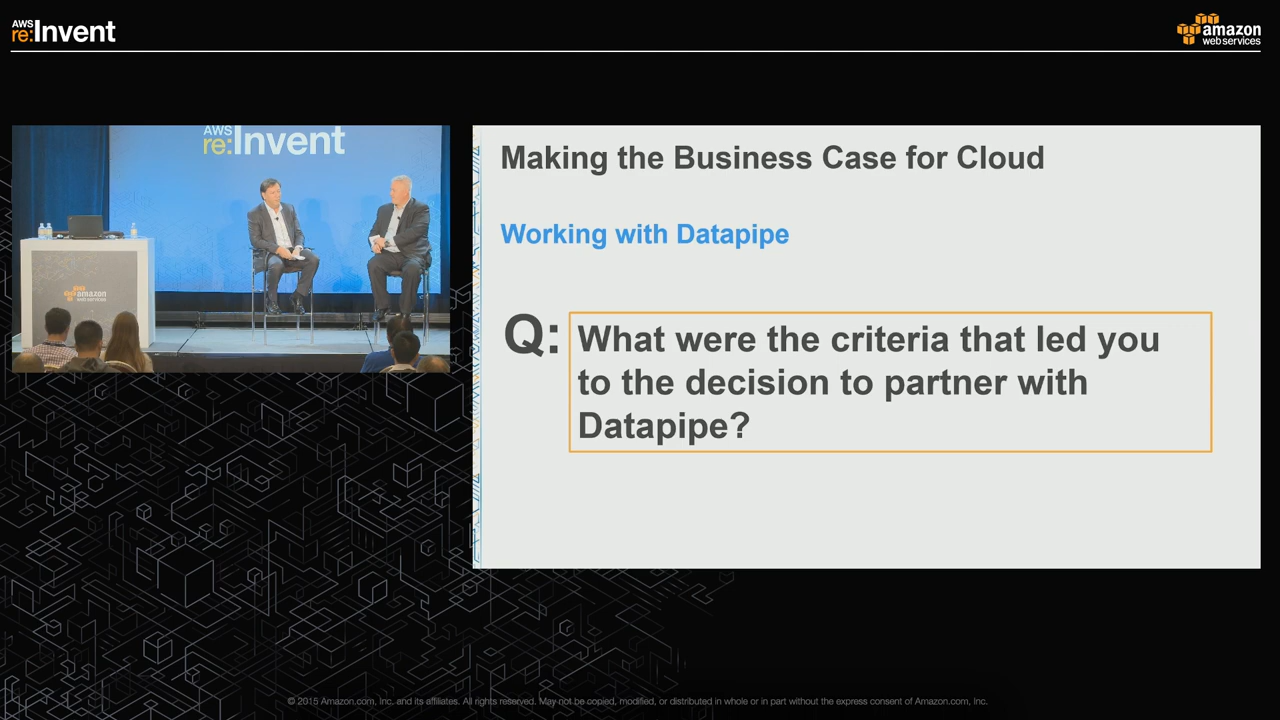 AWS
re:Invent
amazon
webservices
AWS
re:Invent
amazon
webservices
Making the Business Case for Cloud
Working with Datapipe
Q: What were the criteria that led you
to the decision to partner with
Datapipe?
© 2015 Amazon.com, Inc. and its affiliates. All rights reserved. May not be copied, modified, or distributed in whole or in part without the express consent of Amazon.com, Inc.